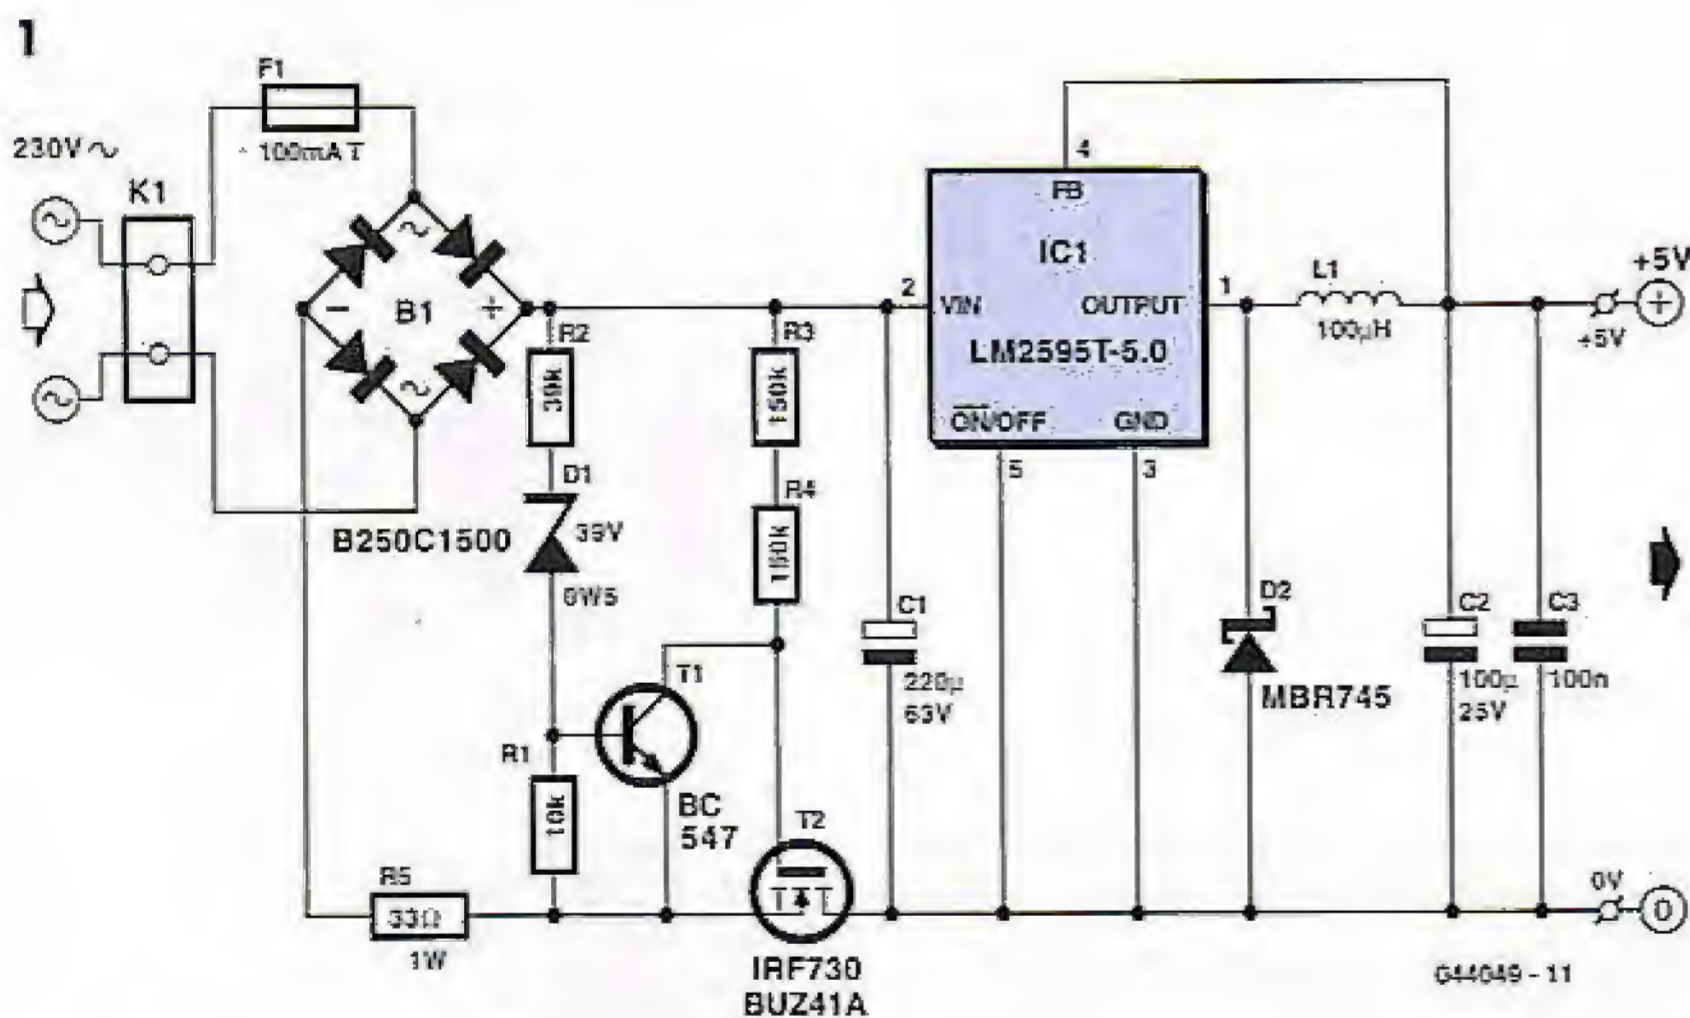 1
F1
100mA T
230V ~
K1
B1
~
~
−
+
B250C1500
R2
39k
D1
39V
0W5
R3
150k
R4
150k
T1
BC
547
R1
10k
R5
33Ω
1W
T2
IRF730
BUZ41A
C1
220µ
63V
4
FB
IC1
2
VIN
OUTPUT
1
LM2595T-5.0
ON/OFF
GND
5
3
L1
100µH
D2
MBR745
C2
100µ
25V
C3
100n
+5V
+
+5V
0V
0
044049 - 11